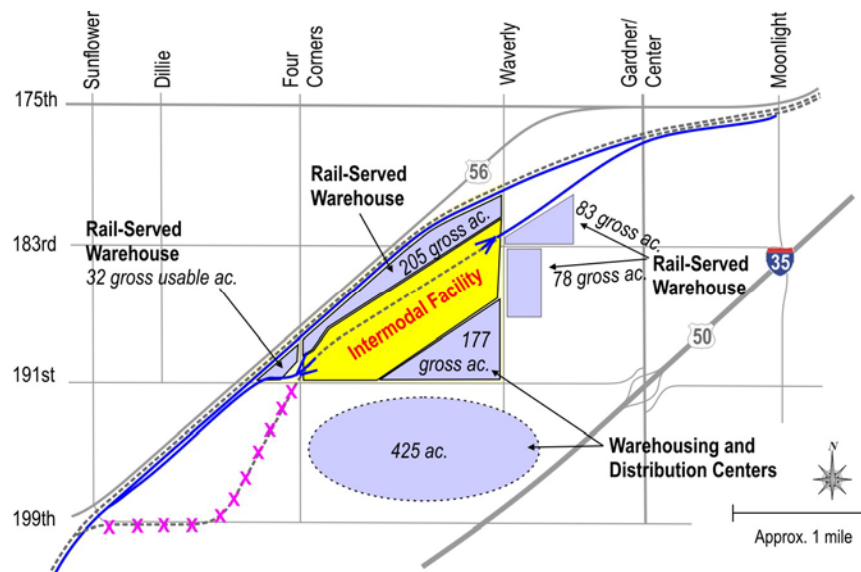 Sunflower
Dillie
Four
Corners
Waverly
Gardner/
Center
Moonlight
175th
56
Rail-Served
Warehouse
Rail-Served
Warehouse
32 gross usable ac.
205 gross ac.
83 gross ac.
183rd
78 gross ac.
Rail-Served
Warehouse
35
Intermodal Facility
50
177
gross ac.
191st
425 ac.
Warehousing and
Distribution Centers
N
199th
Approx. 1 mile